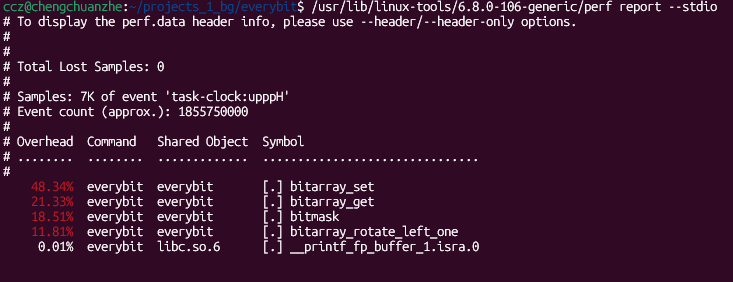 ccz@chengchuanzhe:~/projects_1_bg/everybit$ /usr/lib/linux-tools/6.8.0-106-generic/perf report --stdio
# To display the perf.data header info, please use --header/--header-only options.
#
#
# Total Lost Samples: 0
#
# Samples: 7K of event 'task-clock:upppH'
# Event count (approx.): 1855750000
#
# Overhead  Command   Shared Object  Symbol
# ........  ........  .............  ..............................
#
    48.34%  everybit  everybit       [.] bitarray_set
    21.33%  everybit  everybit       [.] bitarray_get
    18.51%  everybit  everybit       [.] bitmask
    11.81%  everybit  everybit       [.] bitarray_rotate_left_one
     0.01%  everybit  libc.so.6      [.] __printf_fp_buffer_1.isra.0